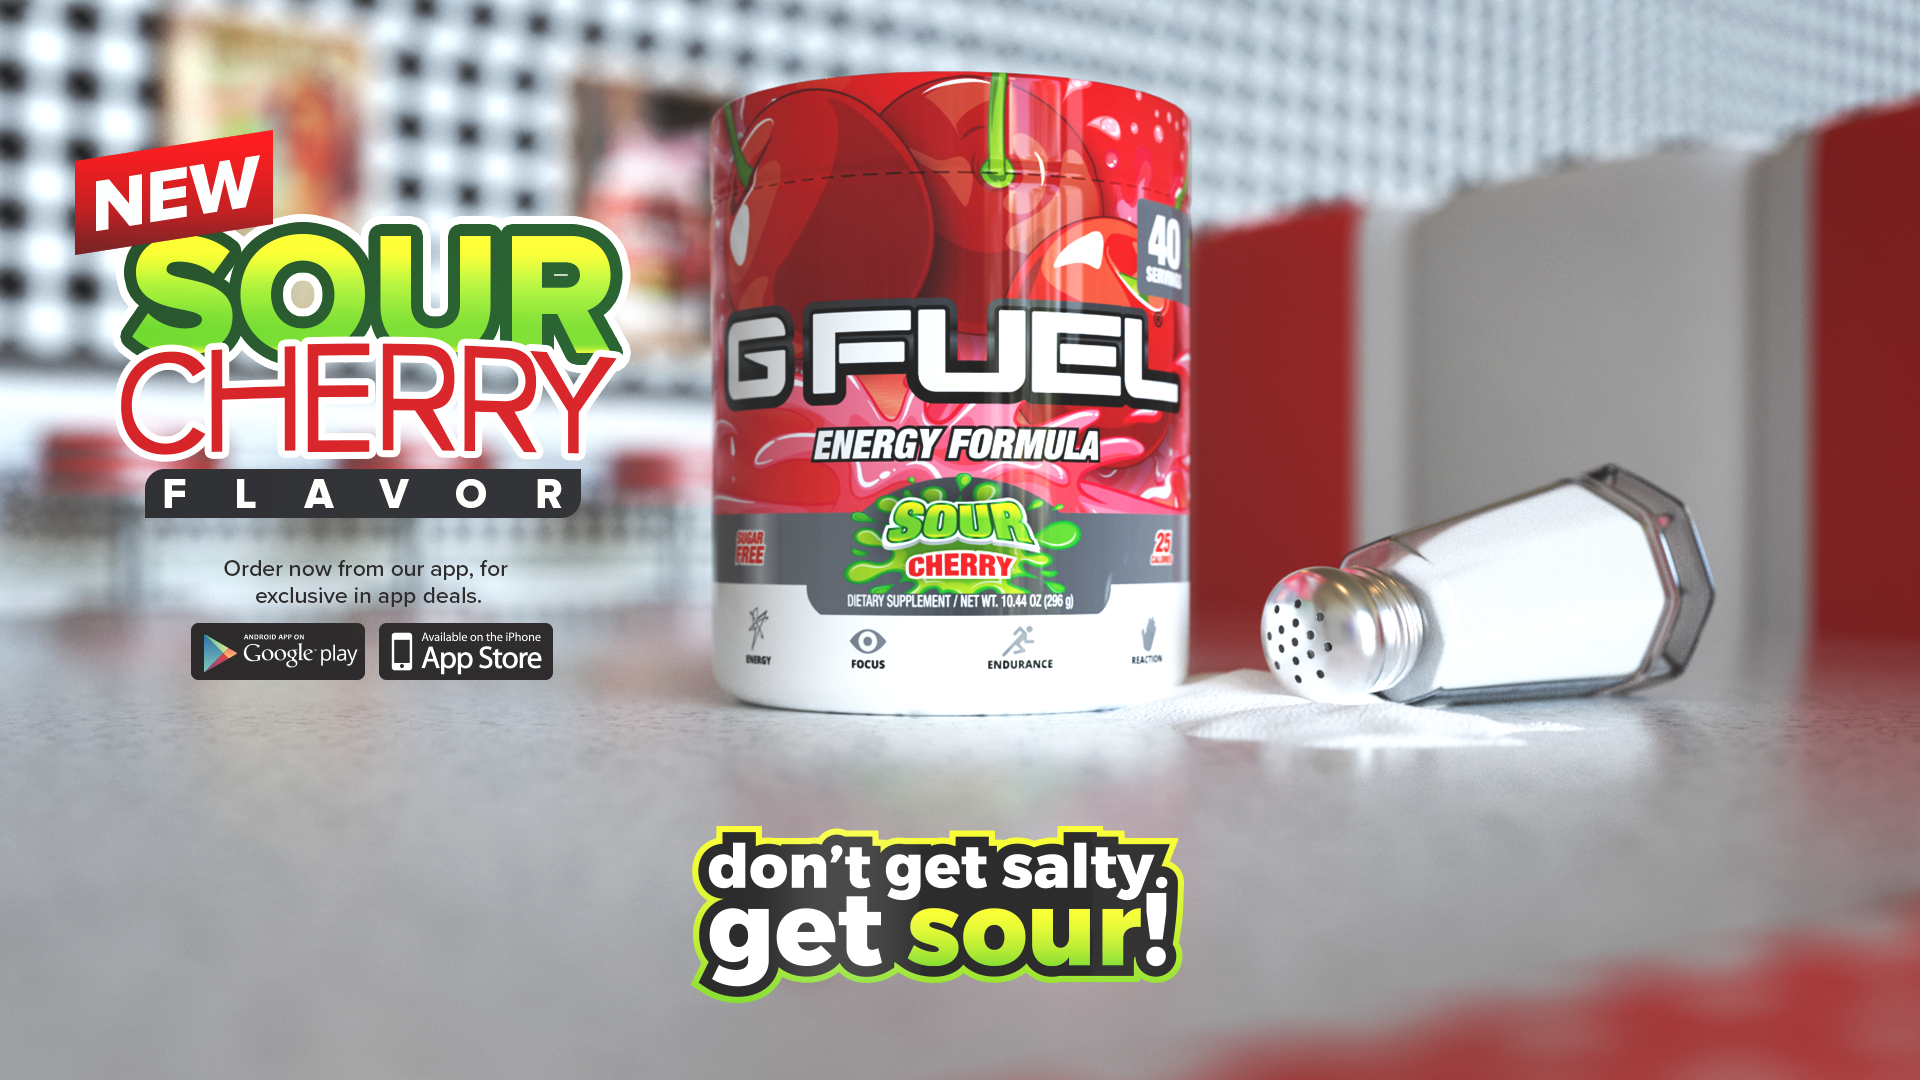 NEW
SOUR
CHERRY
FLAVOR
Order now from our app, for
exclusive in app deals.
ANDROID APP ON
Google play
Available on the iPhone
App Store
40
SERVINGS
G FUEL®
ENERGY FORMULA
SOUR
CHERRY
SUGAR
FREE
25
CALORIES
DIETARY SUPPLEMENT / NET WT. 10.44 OZ (296 g)
ENERGY
FOCUS
ENDURANCE
REACTION
don't get salty.
get sour!